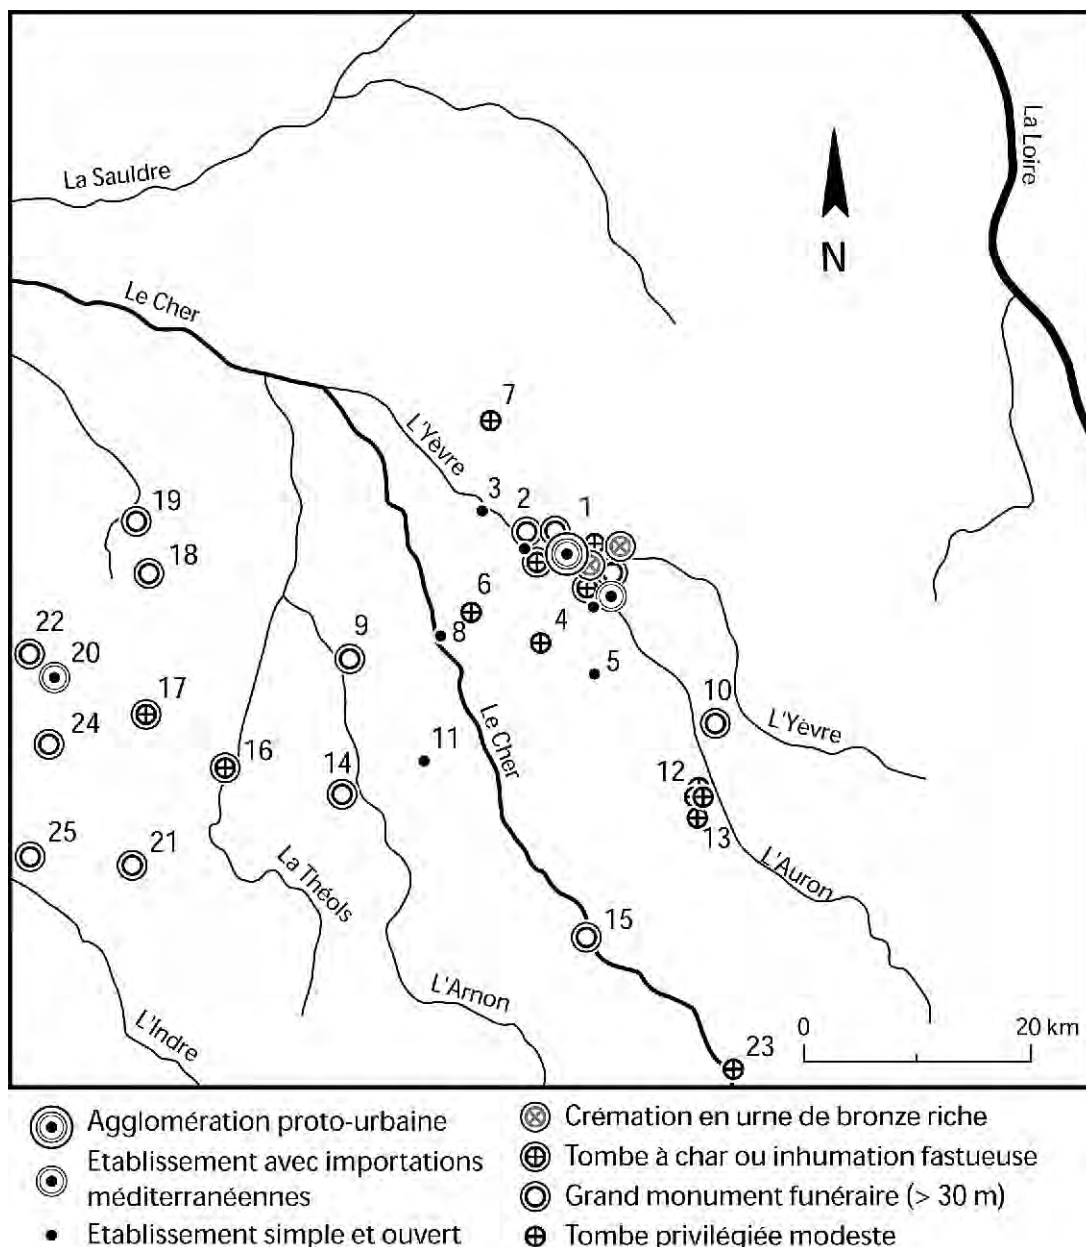 La Sauldre
La Loire
N
Le Cher
7
L'Yèvre
3
2
1
19
18
6
4
22
20
9
8
5
17
10
24
L'Yèvre
16
11
Le Cher
14
12
13
25
21
La Théols
L'Auron
15
L'Arnon
L'Indre
0
20 km
23
Agglomération proto-urbaine
Etablissement avec importations
méditerranéennes
Etablissement simple et ouvert
Crémation en urne de bronze riche
Tombe à char ou inhumation fastueuse
Grand monument funéraire (> 30 m)
Tombe privilégiée modeste